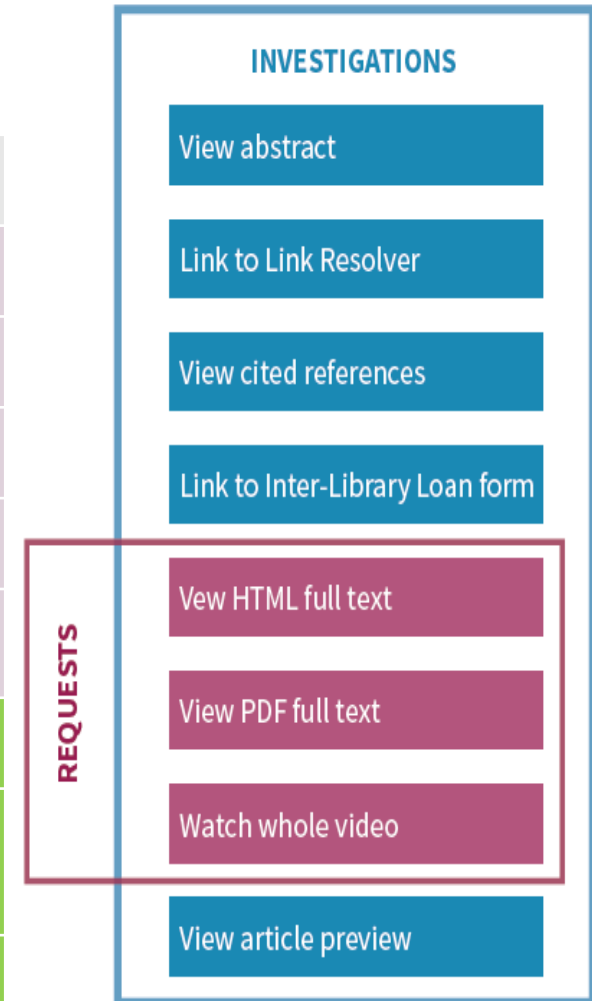 INVESTIGATIONS
View abstract
Link to Link Resolver
View cited references
Link to Inter-Library Loan form
REQUESTS
Vew HTML full text
View PDF full text
Watch whole video
View article preview